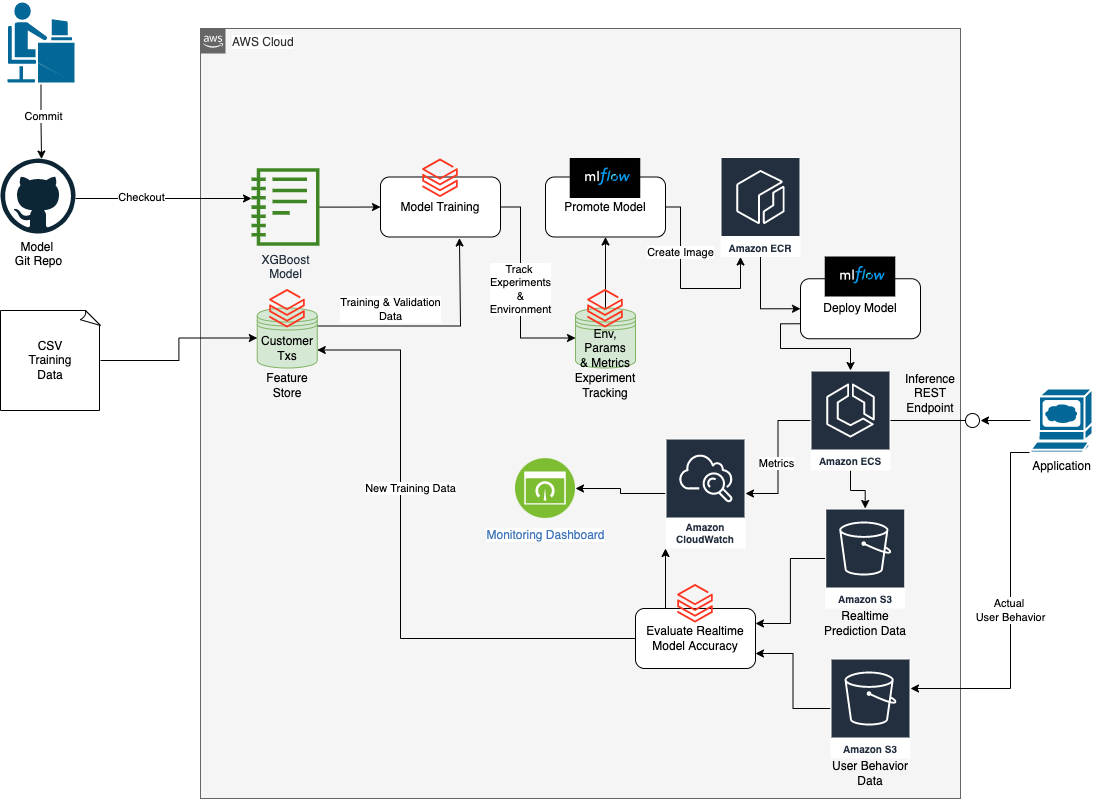 aws
AWS Cloud
Commit
Checkout
Model
Git Repo
XGBoost
Model
Model Training
mlflow
Promote Model
Create Image
Amazon ECR
Track
Experiments
&
Environment
Training & Validation
Data
mlflow
Deploy Model
CSV
Training
Data
Customer
Txs
Feature
Store
Env,
Params
& Metrics
Experiment
Tracking
Inference
REST
Endpoint
Amazon ECS
Application
Metrics
New Training Data
Monitoring Dashboard
Amazon
CloudWatch
Amazon S3
Realtime
Prediction Data
Actual
User Behavior
Evaluate Realtime
Model Accuracy
Amazon S3
User Behavior
Data